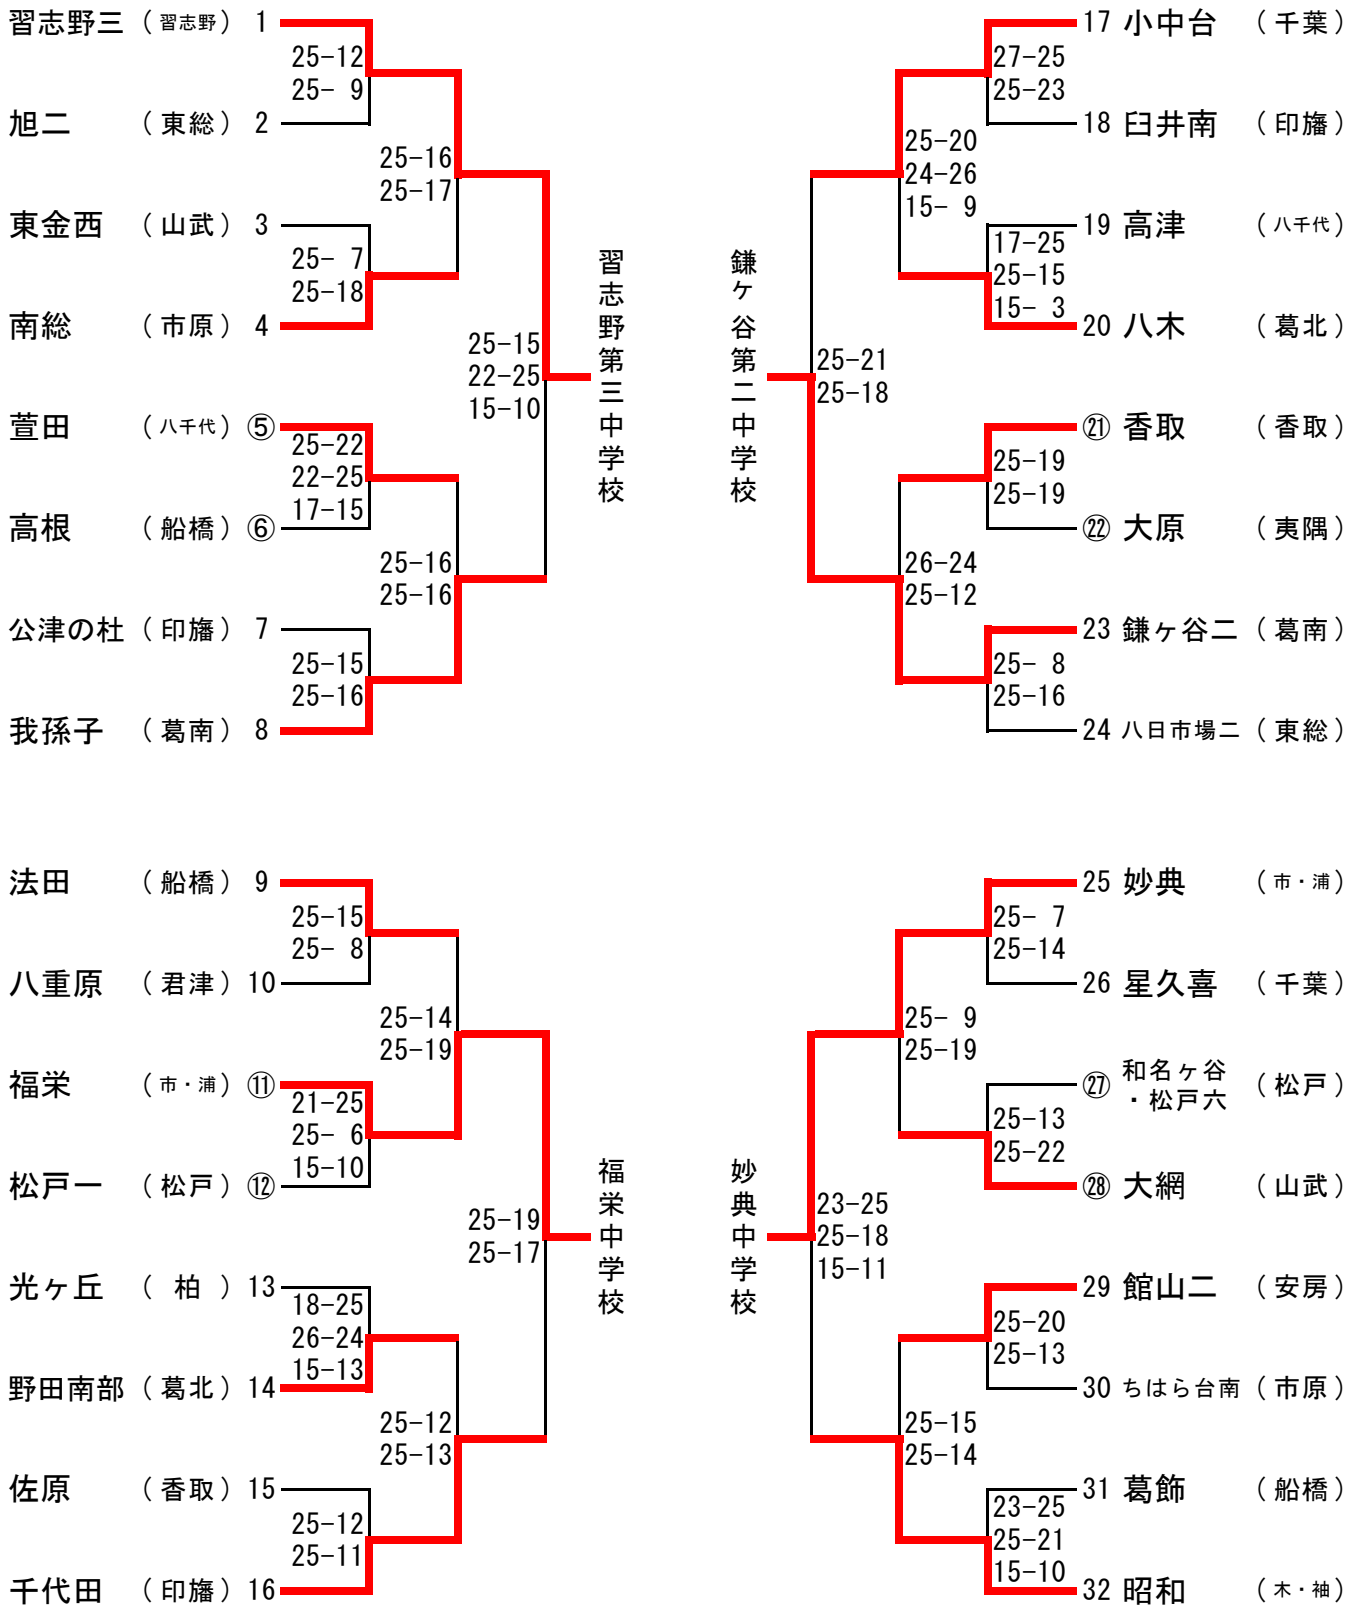 習志野三 （習志野） 1
25-12
25- 9
旭二 （東総） 2
25-16
25-17
東金西 （山武） 3
25- 7
25-18
南総 （市原） 4
25-15
22-25
15-10
萱田 （八千代） ⑤
25-22
22-25
17-15
高根 （船橋） ⑥
25-16
25-16
公津の杜 （印旛） 7
25-15
25-16
我孫子 （葛南） 8
習志野第三中学校
17 小中台 （千葉）
27-25
25-23
18 臼井南 （印旛）
25-20
24-26
15- 9
19 高津 （八千代）
17-25
25-15
15- 3
20 八木 （葛北）
25-21
25-18
㉑ 香取 （香取）
25-19
25-19
㉒ 大原 （夷隅）
26-24
25-12
23 鎌ヶ谷二 （葛南）
25- 8
25-16
24 八日市場二 （東総）
鎌ケ谷第二中学校
法田 （船橋） 9
25-15
25- 8
八重原 （君津） 10
25-14
25-19
福栄 （市・浦） ⑪
21-25
25- 6
15-10
松戸一 （松戸） ⑫
25-19
25-17
光ヶ丘 （柏） 13
18-25
26-24
15-13
野田南部 （葛北） 14
25-12
25-13
佐原 （香取） 15
25-12
25-11
千代田 （印旛） 16
福栄中学校
25 妙典 （市・浦）
25- 7
25-14
26 星久喜 （千葉）
25- 9
25-19
㉗ 和名ヶ谷
・松戸六 （松戸）
25-13
25-22
㉘ 大網 （山武）
23-25
25-18
15-11
29 館山二 （安房）
25-20
25-13
30 ちはら台南 （市原）
25-15
25-14
31 葛飾 （船橋）
23-25
25-21
15-10
32 昭和 （木・袖）
妙典中学校